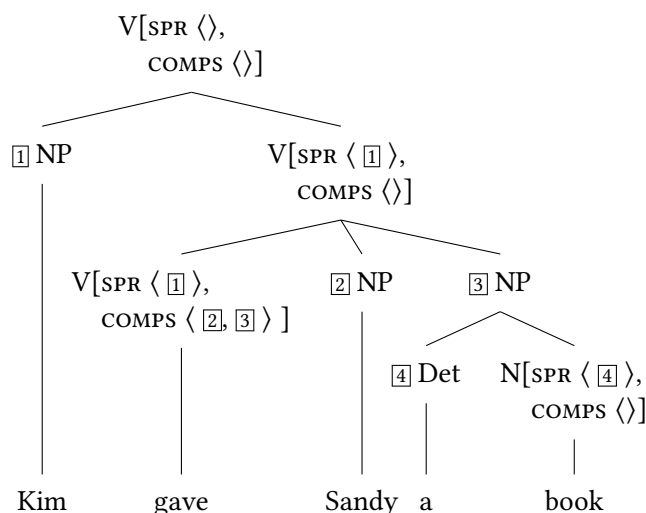 V[SPR ⟨⟩,
COMPS ⟨⟩]
1 NP
V[SPR ⟨ 1 ⟩,
COMPS ⟨⟩]
V[SPR ⟨ 1 ⟩,
COMPS ⟨ 2, 3 ⟩ ]
2 NP
3 NP
4 Det
N[SPR ⟨ 4 ⟩,
COMPS ⟨⟩]
Kim gave Sandy a book